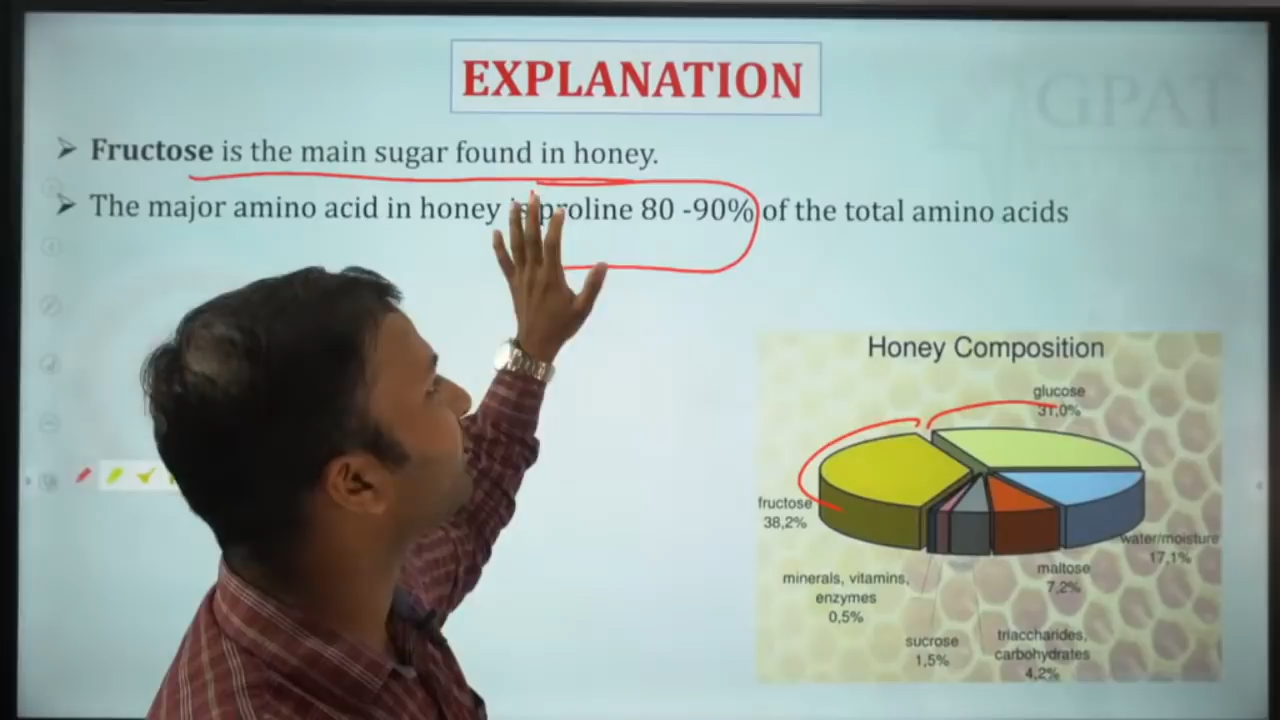 EXPLANATION
GPAT
➢ Fructose is the main sugar found in honey.
➢ The major amino acid in honey is proline 80 -90% of the total amino acids
Honey Composition
glucose
31,0%
fructose
38,2%
water/moisture
17,1%
maltose
7,2%
minerals, vitamins,
enzymes
0,5%
sucrose
1,5%
triaccharides,
carbohydrates
4,2%